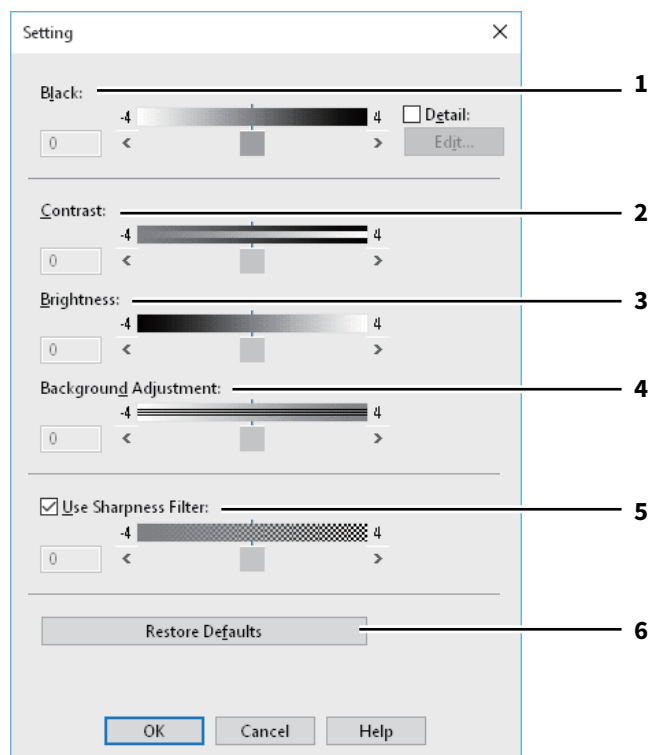 Setting
Black: 1
-4 4 Detail:
0 < > Edit...
Contrast: 2
-4 4
0 < >
Brightness: 3
-4 4
0 < >
Background Adjustment: 4
-4 4
0 < >
Use Sharpness Filter: 5
-4 4
0 < >
Restore Defaults 6
OK Cancel Help